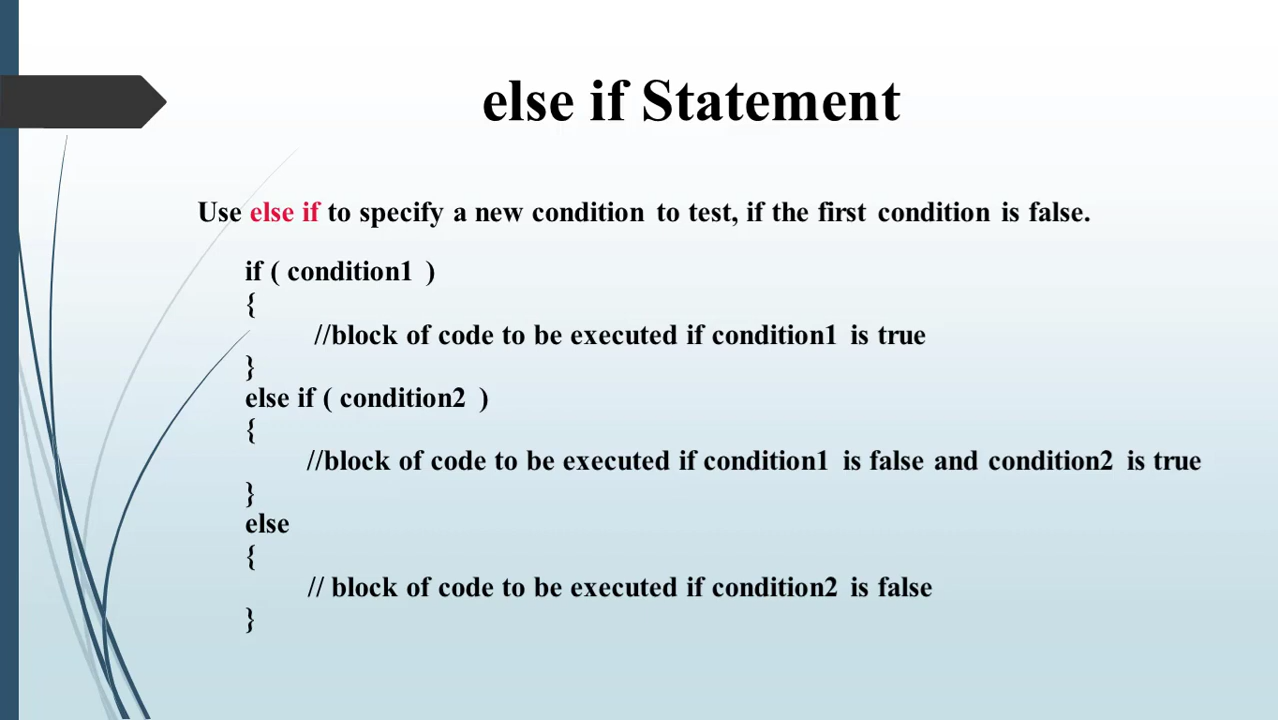 else if Statement
Use else if to specify a new condition to test, if the first condition is false.
if ( condition1 )
{
//block of code to be executed if condition1 is true
}
else if ( condition2 )
{
//block of code to be executed if condition1 is false and condition2 is true
}
else
{
// block of code to be executed if condition2 is false
}